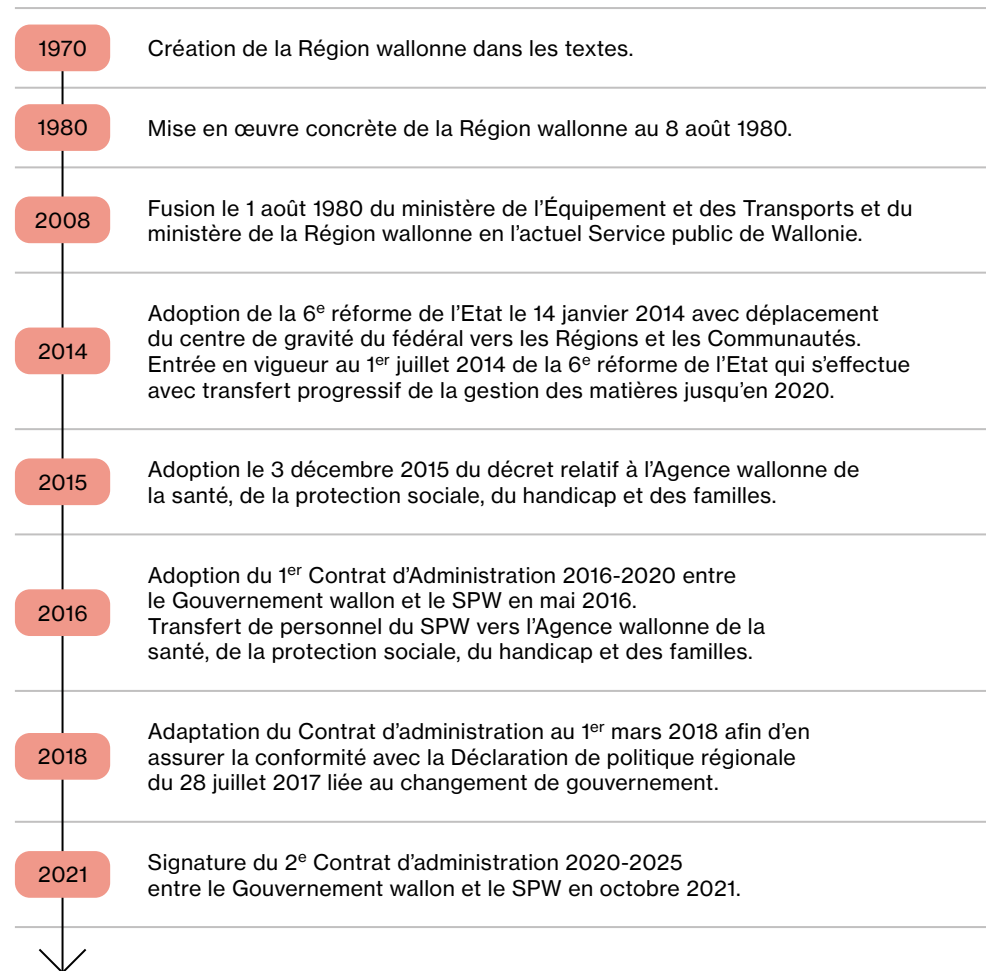 1970
Création de la Région wallonne dans les textes.
1980
Mise en œuvre concrète de la Région wallonne au 8 août 1980.
2008
Fusion le 1 août 1980 du ministère de l’Équipement et des Transports et du
ministère de la Région wallonne en l’actuel Service public de Wallonie.
2014
Adoption de la 6e réforme de l’Etat le 14 janvier 2014 avec déplacement
du centre de gravité du fédéral vers les Régions et les Communautés.
Entrée en vigueur au 1er juillet 2014 de la 6e réforme de l’Etat qui s’effectue
avec transfert progressif de la gestion des matières jusqu’en 2020.
2015
Adoption le 3 décembre 2015 du décret relatif à l’Agence wallonne de
la santé, de la protection sociale, du handicap et des familles.
2016
Adoption du 1er Contrat d’Administration 2016-2020 entre
le Gouvernement wallon et le SPW en mai 2016.
Transfert de personnel du SPW vers l’Agence wallonne de la
santé, de la protection sociale, du handicap et des familles.
2018
Adaptation du Contrat d’administration au 1er mars 2018 afin d’en
assurer la conformité avec la Déclaration de politique régionale
du 28 juillet 2017 liée au changement de gouvernement.
2021
Signature du 2e Contrat d’administration 2020-2025
entre le Gouvernement wallon et le SPW en octobre 2021.